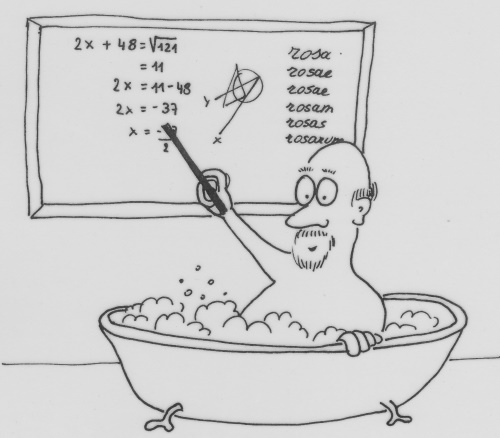 2x + 48 = √121
= 11
2x = 11 - 48
2x = - 37
x =
2
y
x
rosa
rosae
rosae
rosam
rosas
rosarum